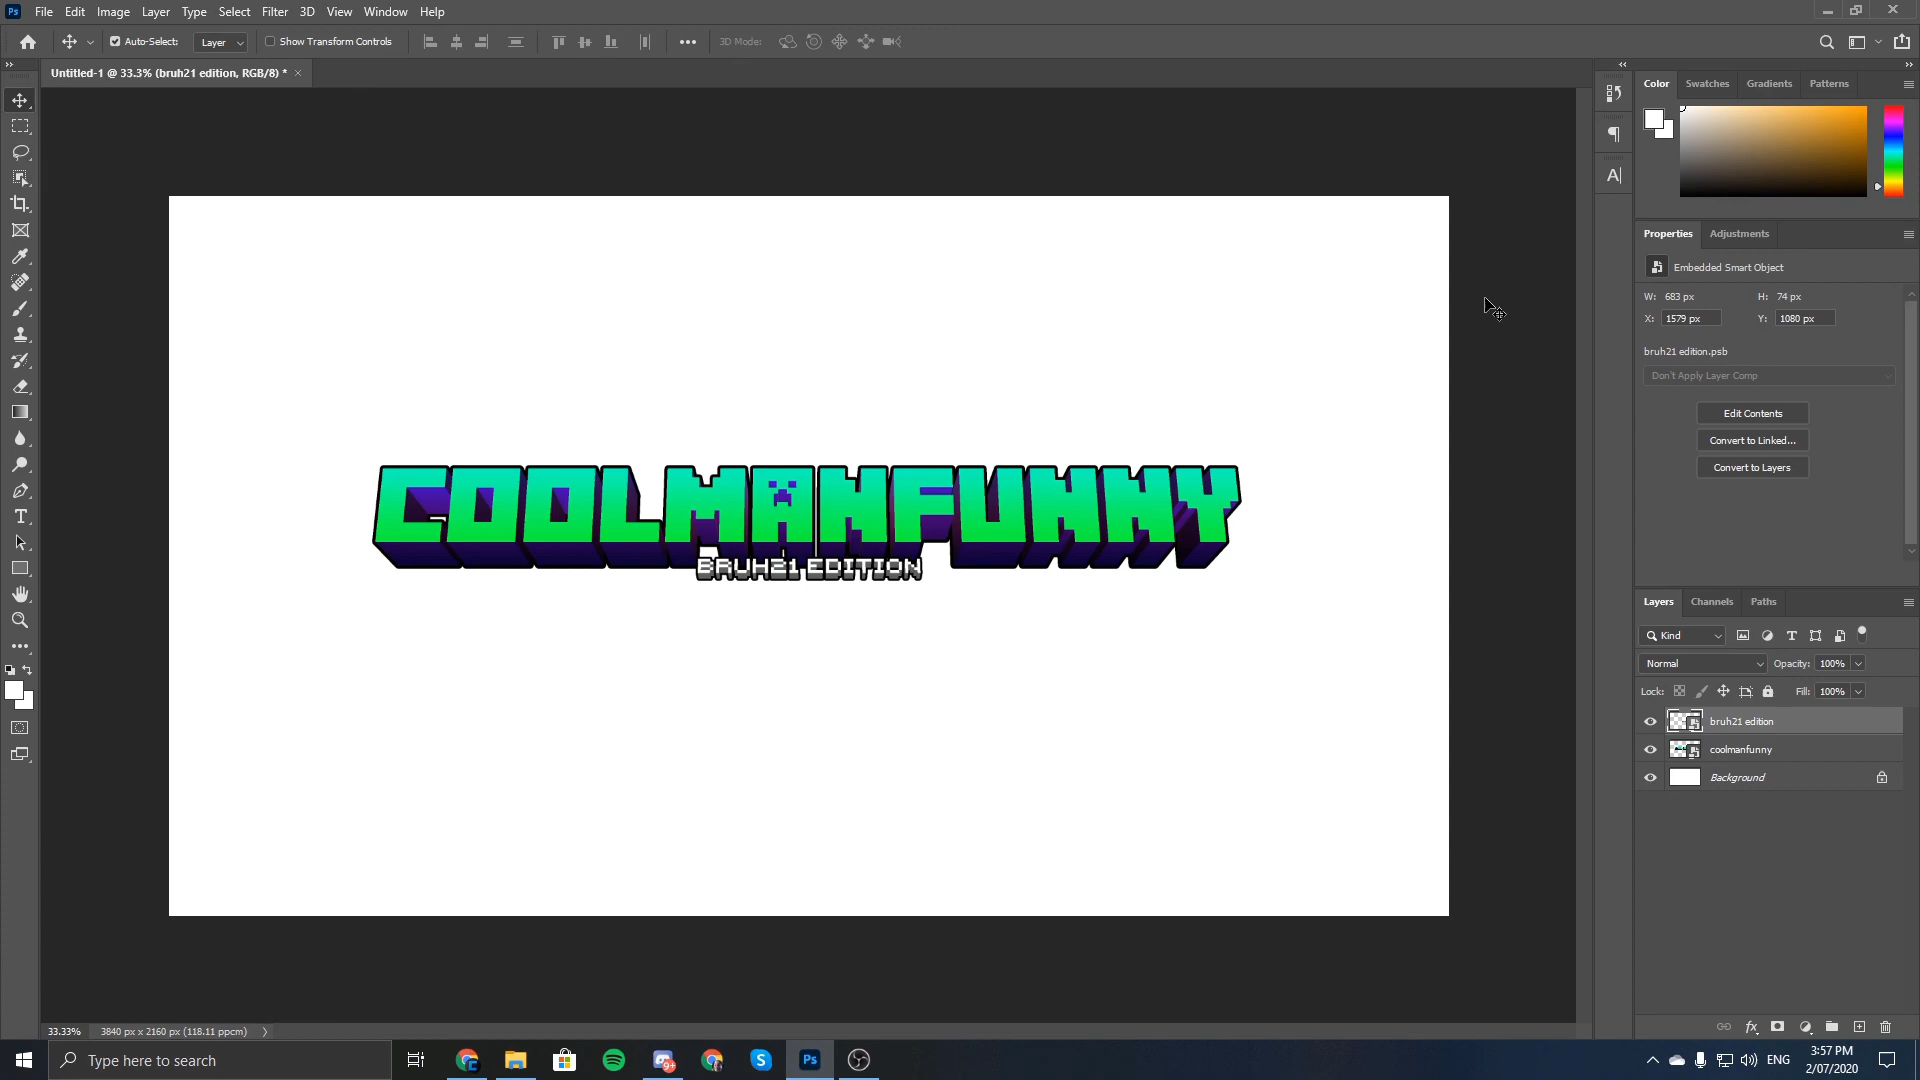 Ps File Edit Image Layer Type Select Filter 3D View Window Help
Auto-Select: Layer Show Transform Controls 3D Mode:
Untitled-1 @ 33.3% (bruh21 edition, RGB/8) *
Color Swatches Gradients Patterns
Properties Adjustments
Embedded Smart Object
W: 683 px H: 74 px
X: 1579 px Y: 1080 px
bruh21 edition.psb
Don't Apply Layer Comp
Edit Contents
Convert to Linked...
Convert to Layers
COOLMANFUNNY
BRUH21 EDITION
Layers Channels Paths
Kind
Normal Opacity: 100%
Lock: Fill: 100%
bruh21 edition
coolmanfunny
Background
33.33% 3840 px x 2160 px (118.11 ppcm)
Type here to search
9+
Ps
ENG
3:57 PM
2/07/2020